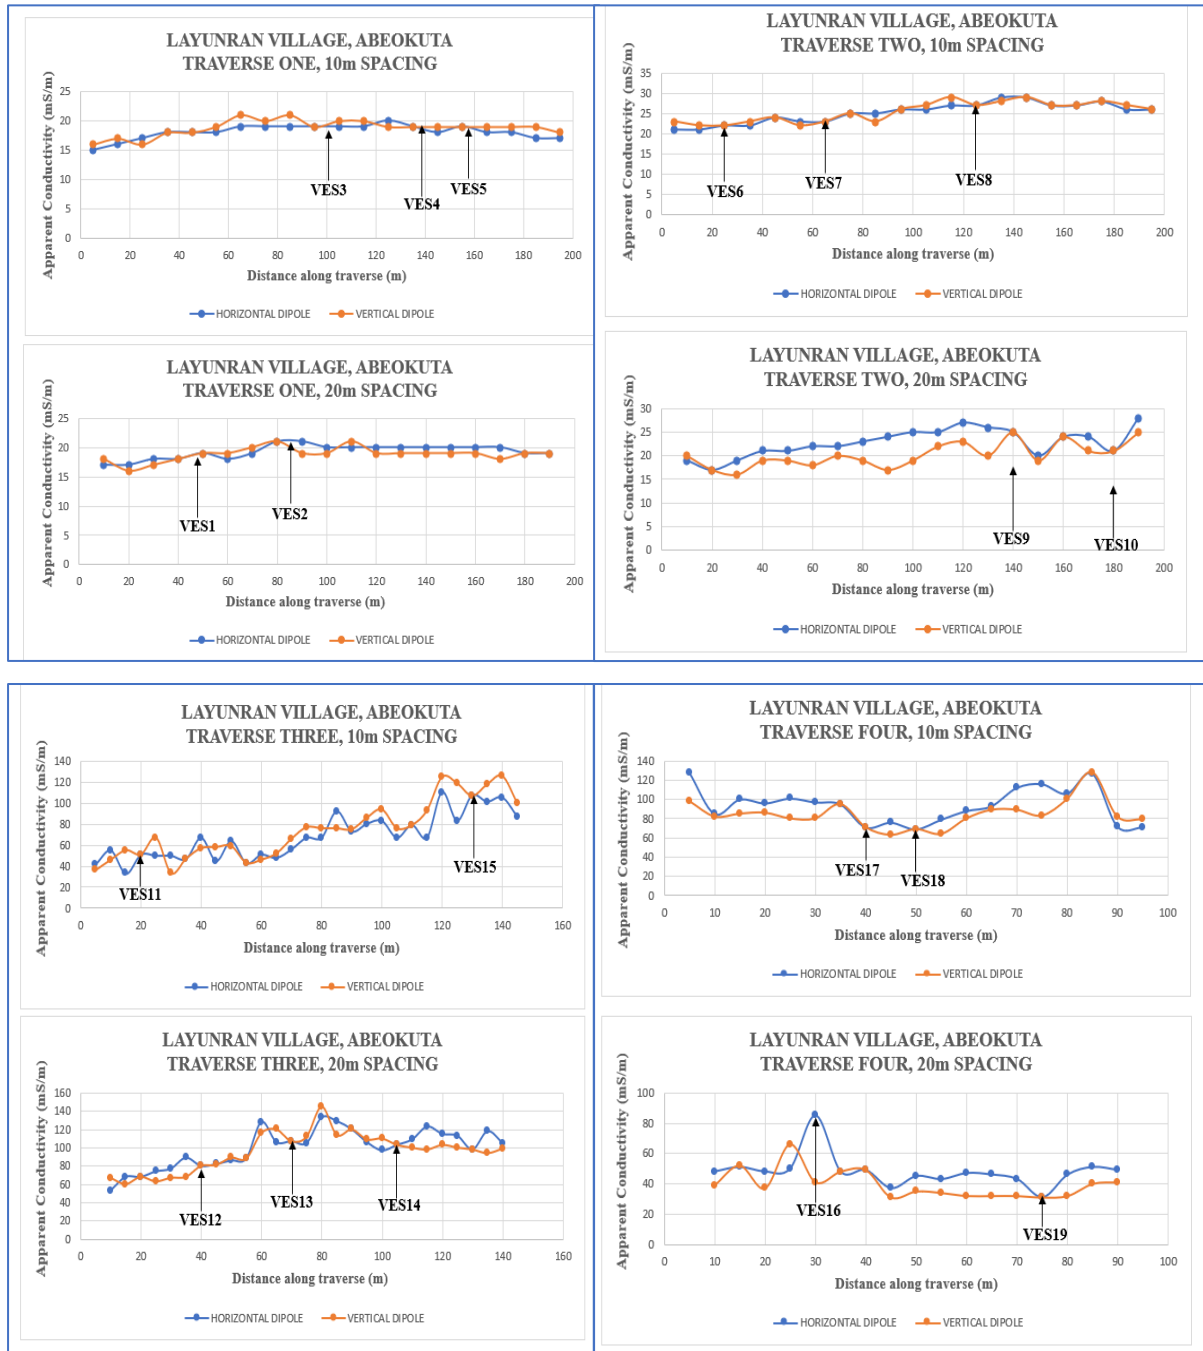 LAYUNRAN VILLAGE, ABEOKUTA
TRAVERSE ONE, 10m SPACING
Apparent Conductivity (mS/m)
25
20
15
10
5
0
VES3
VES4
VES5
0 20 40 60 80 100 120 140 160 180 200
Distance along traverse (m)
HORIZONTAL DIPOLE VERTICAL DIPOLE
LAYUNRAN VILLAGE, ABEOKUTA
TRAVERSE TWO, 10m SPACING
Apparent Conductivity (mS/m)
35
30
25
20
15
10
5
0
VES6
VES7
VES8
0 20 40 60 80 100 120 140 160 180 200
Distance along traverse (m)
HORIZONTAL DIPOLE VERTICAL DIPOLE
LAYUNRAN VILLAGE, ABEOKUTA
TRAVERSE ONE, 20m SPACING
Apparent Conductivity (mS/m)
25
20
15
10
5
0
VES1
VES2
0 20 40 60 80 100 120 140 160 180 200
Distance along traverse (m)
HORIZONTAL DIPOLE VERTICAL DIPOLE
LAYUNRAN VILLAGE, ABEOKUTA
TRAVERSE TWO, 20m SPACING
Apparent Conductivity (mS/m)
30
25
20
15
10
5
0
VES9
VES10
0 20 40 60 80 100 120 140 160 180 200
Distance along traverse (m)
HORIZONTAL DIPOLE VERTICAL DIPOLE
LAYUNRAN VILLAGE, ABEOKUTA
TRAVERSE THREE, 10m SPACING
Apparent Conductivity (mS/m)
140
120
100
80
60
40
20
0
VES11
VES15
0 20 40 60 80 100 120 140 160
Distance along traverse (m)
HORIZONTAL DIPOLE VERTICAL DIPOLE
LAYUNRAN VILLAGE, ABEOKUTA
TRAVERSE FOUR, 10m SPACING
Apparent Conductivity (mS/m)
140
120
100
80
60
40
20
0
VES17
VES18
0 10 20 30 40 50 60 70 80 90 100
Distance along traverse (m)
HORIZONTAL DIPOLE VERTICAL DIPOLE
LAYUNRAN VILLAGE, ABEOKUTA
TRAVERSE THREE, 20m SPACING
Apparent Conductivity (mS/m)
160
140
120
100
80
60
40
20
0
VES12
VES13
VES14
0 20 40 60 80 100 120 140 160
Distance along traverse (m)
HORIZONTAL DIPOLE VERTICAL DIPOLE
LAYUNRAN VILLAGE, ABEOKUTA
TRAVERSE FOUR, 20m SPACING
Apparent Conductivity (mS/m)
100
80
60
40
20
0
VES16
VES19
0 10 20 30 40 50 60 70 80 90 100
Distance along traverse (m)
HORIZONTAL DIPOLE VERTICAL DIPOLE